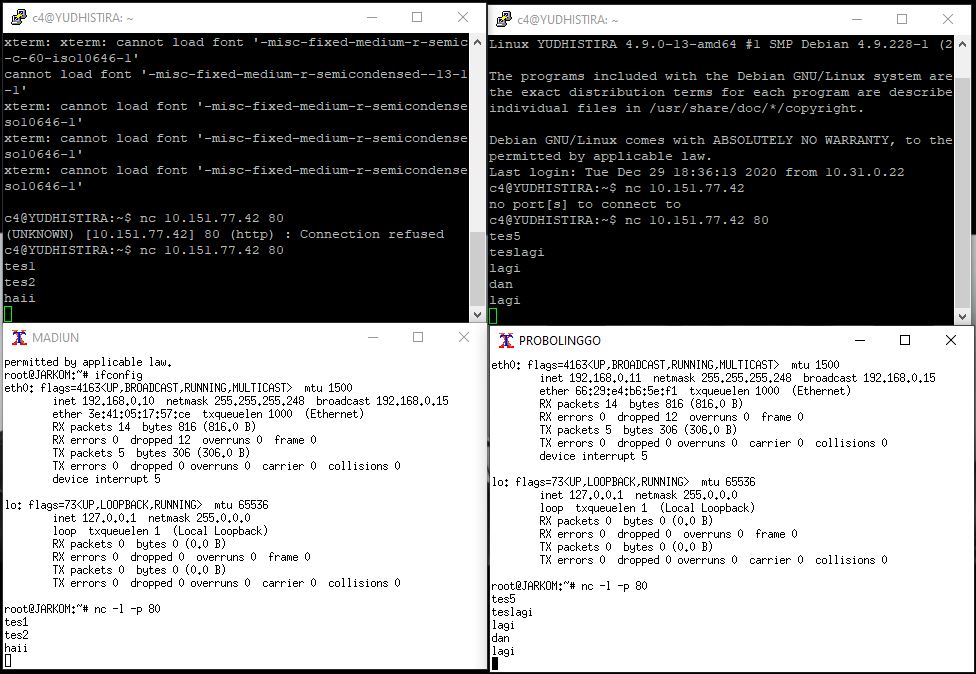 c4@YUDHISTIRA: ~
xterm: xterm: cannot load font '-misc-fixed-medium-r-semic
-c-60-iso10646-1'
cannot load font '-misc-fixed-medium-r-semicondensed--13-1
-1'
xterm: cannot load font '-misc-fixed-medium-r-semicondense
so10646-1'
xterm: cannot load font '-misc-fixed-medium-r-semicondense
so10646-1'
xterm: cannot load font '-misc-fixed-medium-r-semicondense
so10646-1'
c4@YUDHISTIRA:~$ nc 10.151.77.42 80
(UNKNOWN) [10.151.77.42] 80 (http) : Connection refused
c4@YUDHISTIRA:~$ nc 10.151.77.42 80
tes1
tes2
haii
c4@YUDHISTIRA: ~
Linux YUDHISTIRA 4.9.0-13-amd64 #1 SMP Debian 4.9.228-1 (2
The programs included with the Debian GNU/Linux system are
the exact distribution terms for each program are describe
individual files in /usr/share/doc/*/copyright.
Debian GNU/Linux comes with ABSOLUTELY NO WARRANTY, to the
permitted by applicable law.
Last login: Tue Dec 29 18:36:13 2020 from 10.31.0.22
c4@YUDHISTIRA:~$ nc 10.151.77.42
no port[s] to connect to
c4@YUDHISTIRA:~$ nc 10.151.77.42 80
tes5
teslagi
lagi
dan
lagi
MADIUN
permitted by applicable law.
root@JARKOM:~# ifconfig
eth0: flags=4163<UP,BROADCAST,RUNNING,MULTICAST>  mtu 1500
inet 192.168.0.10  netmask 255.255.255.248  broadcast 192.168.0.15
ether 3e:41:05:17:57:ce  txqueuelen 1000  (Ethernet)
RX packets 14  bytes 816 (816.0 B)
RX errors 0  dropped 12  overruns 0  frame 0
TX packets 5  bytes 306 (306.0 B)
TX errors 0  dropped 0 overruns 0  carrier 0  collisions 0
device interrupt 5
lo: flags=73<UP,LOOPBACK,RUNNING>  mtu 65536
inet 127.0.0.1  netmask 255.0.0.0
loop  txqueuelen 1  (Local Loopback)
RX packets 0  bytes 0 (0.0 B)
RX errors 0  dropped 0  overruns 0  frame 0
TX packets 0  bytes 0 (0.0 B)
TX errors 0  dropped 0 overruns 0  carrier 0  collisions 0
root@JARKOM:~# nc -l -p 80
tes1
tes2
haii
PROBOLINGGO
eth0: flags=4163<UP,BROADCAST,RUNNING,MULTICAST>  mtu 1500
inet 192.168.0.11  netmask 255.255.255.248  broadcast 192.168.0.15
ether 66:29:e4:b6:5e:f1  txqueuelen 1000  (Ethernet)
RX packets 14  bytes 816 (816.0 B)
RX errors 0  dropped 12  overruns 0  frame 0
TX packets 5  bytes 306 (306.0 B)
TX errors 0  dropped 0 overruns 0  carrier 0  collisions 0
device interrupt 5
lo: flags=73<UP,LOOPBACK,RUNNING>  mtu 65536
inet 127.0.0.1  netmask 255.0.0.0
loop  txqueuelen 1  (Local Loopback)
RX packets 0  bytes 0 (0.0 B)
RX errors 0  dropped 0  overruns 0  frame 0
TX packets 0  bytes 0 (0.0 B)
TX errors 0  dropped 0 overruns 0  carrier 0  collisions 0
root@JARKOM:~# nc -l -p 80
tes5
teslagi
lagi
dan
lagi